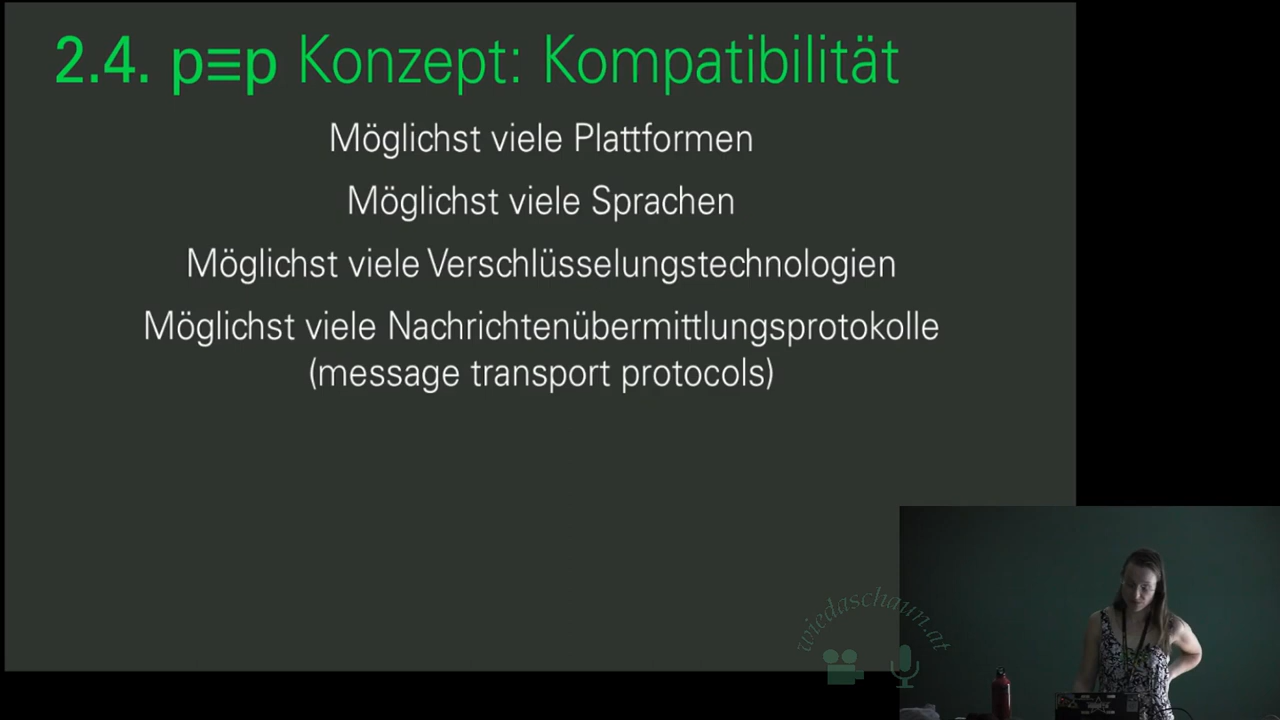 2.4. p≡p Konzept: Kompatibilität
Möglichst viele Plattformen
Möglichst viele Sprachen
Möglichst viele Verschlüsselungstechnologien
Möglichst viele Nachrichtenübermittlungsprotokolle
(message transport protocols)
wiedaschaun.at